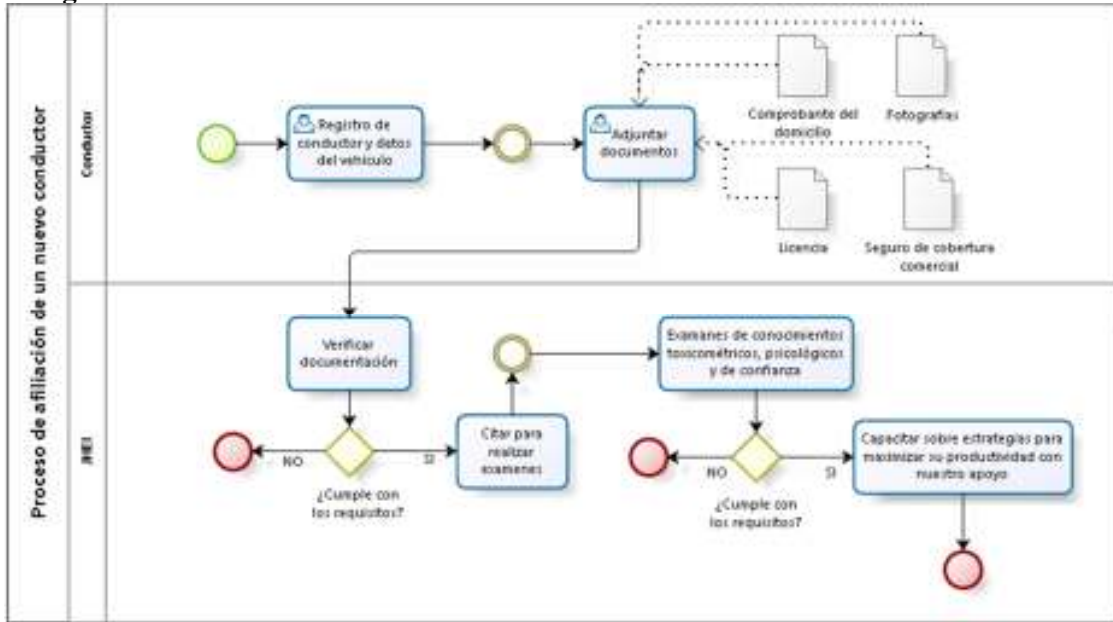 Proceso de afiliación de un nuevo conductor
Conductor
Registro de
conductor y datos
del vehículo
Adjuntar
documentos
Comprobante del
domicilio
Fotografías
Licencia
Seguro de cobertura
comercial
Verificar
documentación
¿Cumple con
los requisitos?
NO
SI
Citar para
realizar
examenes
Examanes de conocimientos
toxicométricos, psicológicos
y de confianza
¿Cumple con
los requisitos?
NO
SI
Capacitar sobre estrategias para
maximizar su productividad con
nuestro apoyo